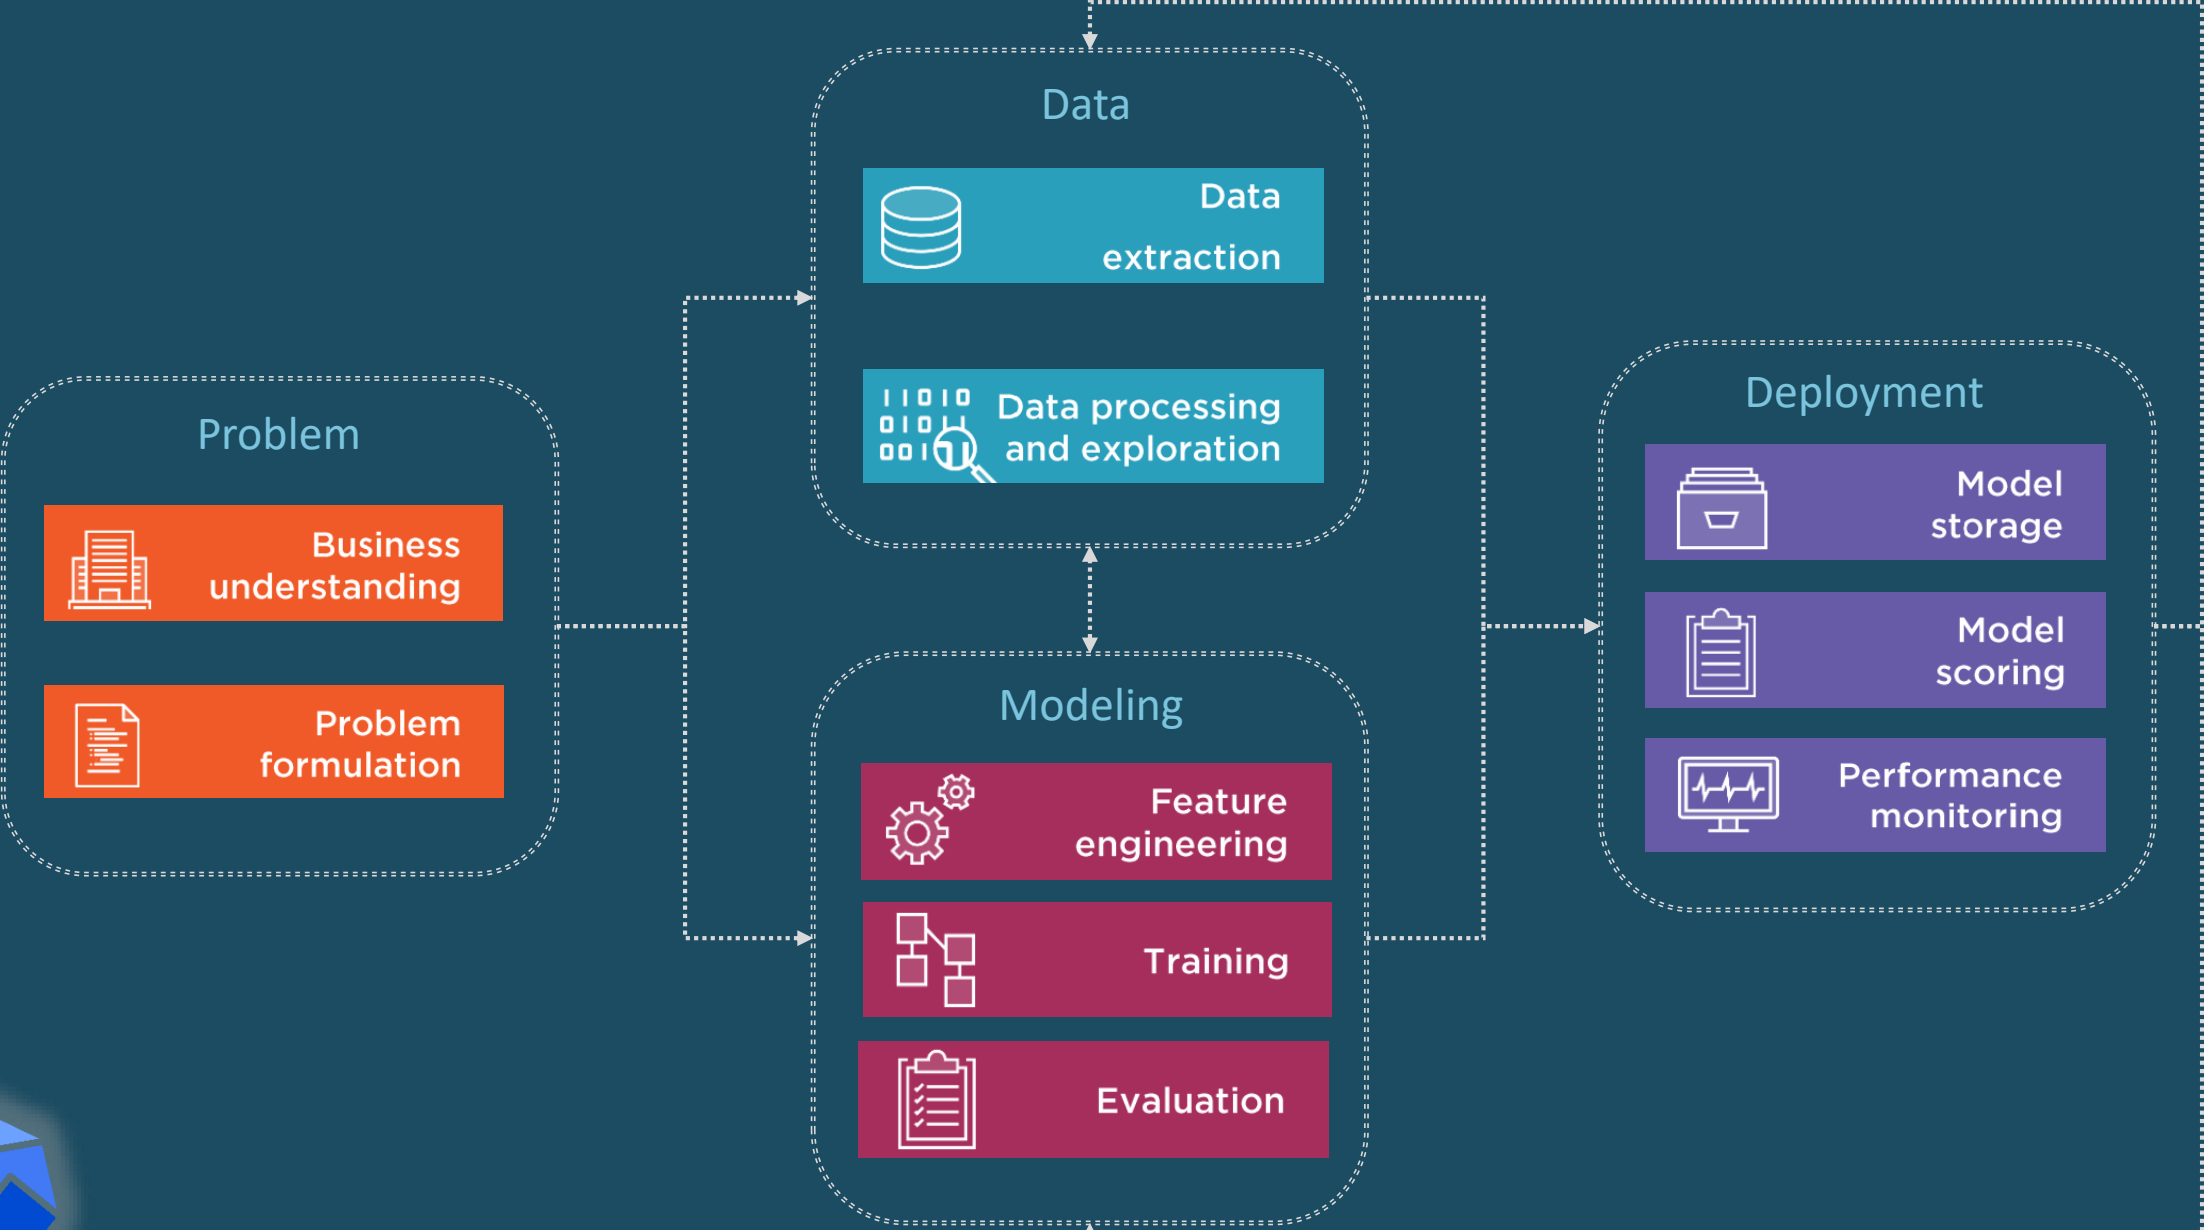 Problem
Business
understanding
Problem
formulation
Data
Data
extraction
11010
Data processing
and exploration
Modeling
Feature
engineering
Training
Evaluation
Deployment
Model
storage
Model
scoring
Performance
monitoring